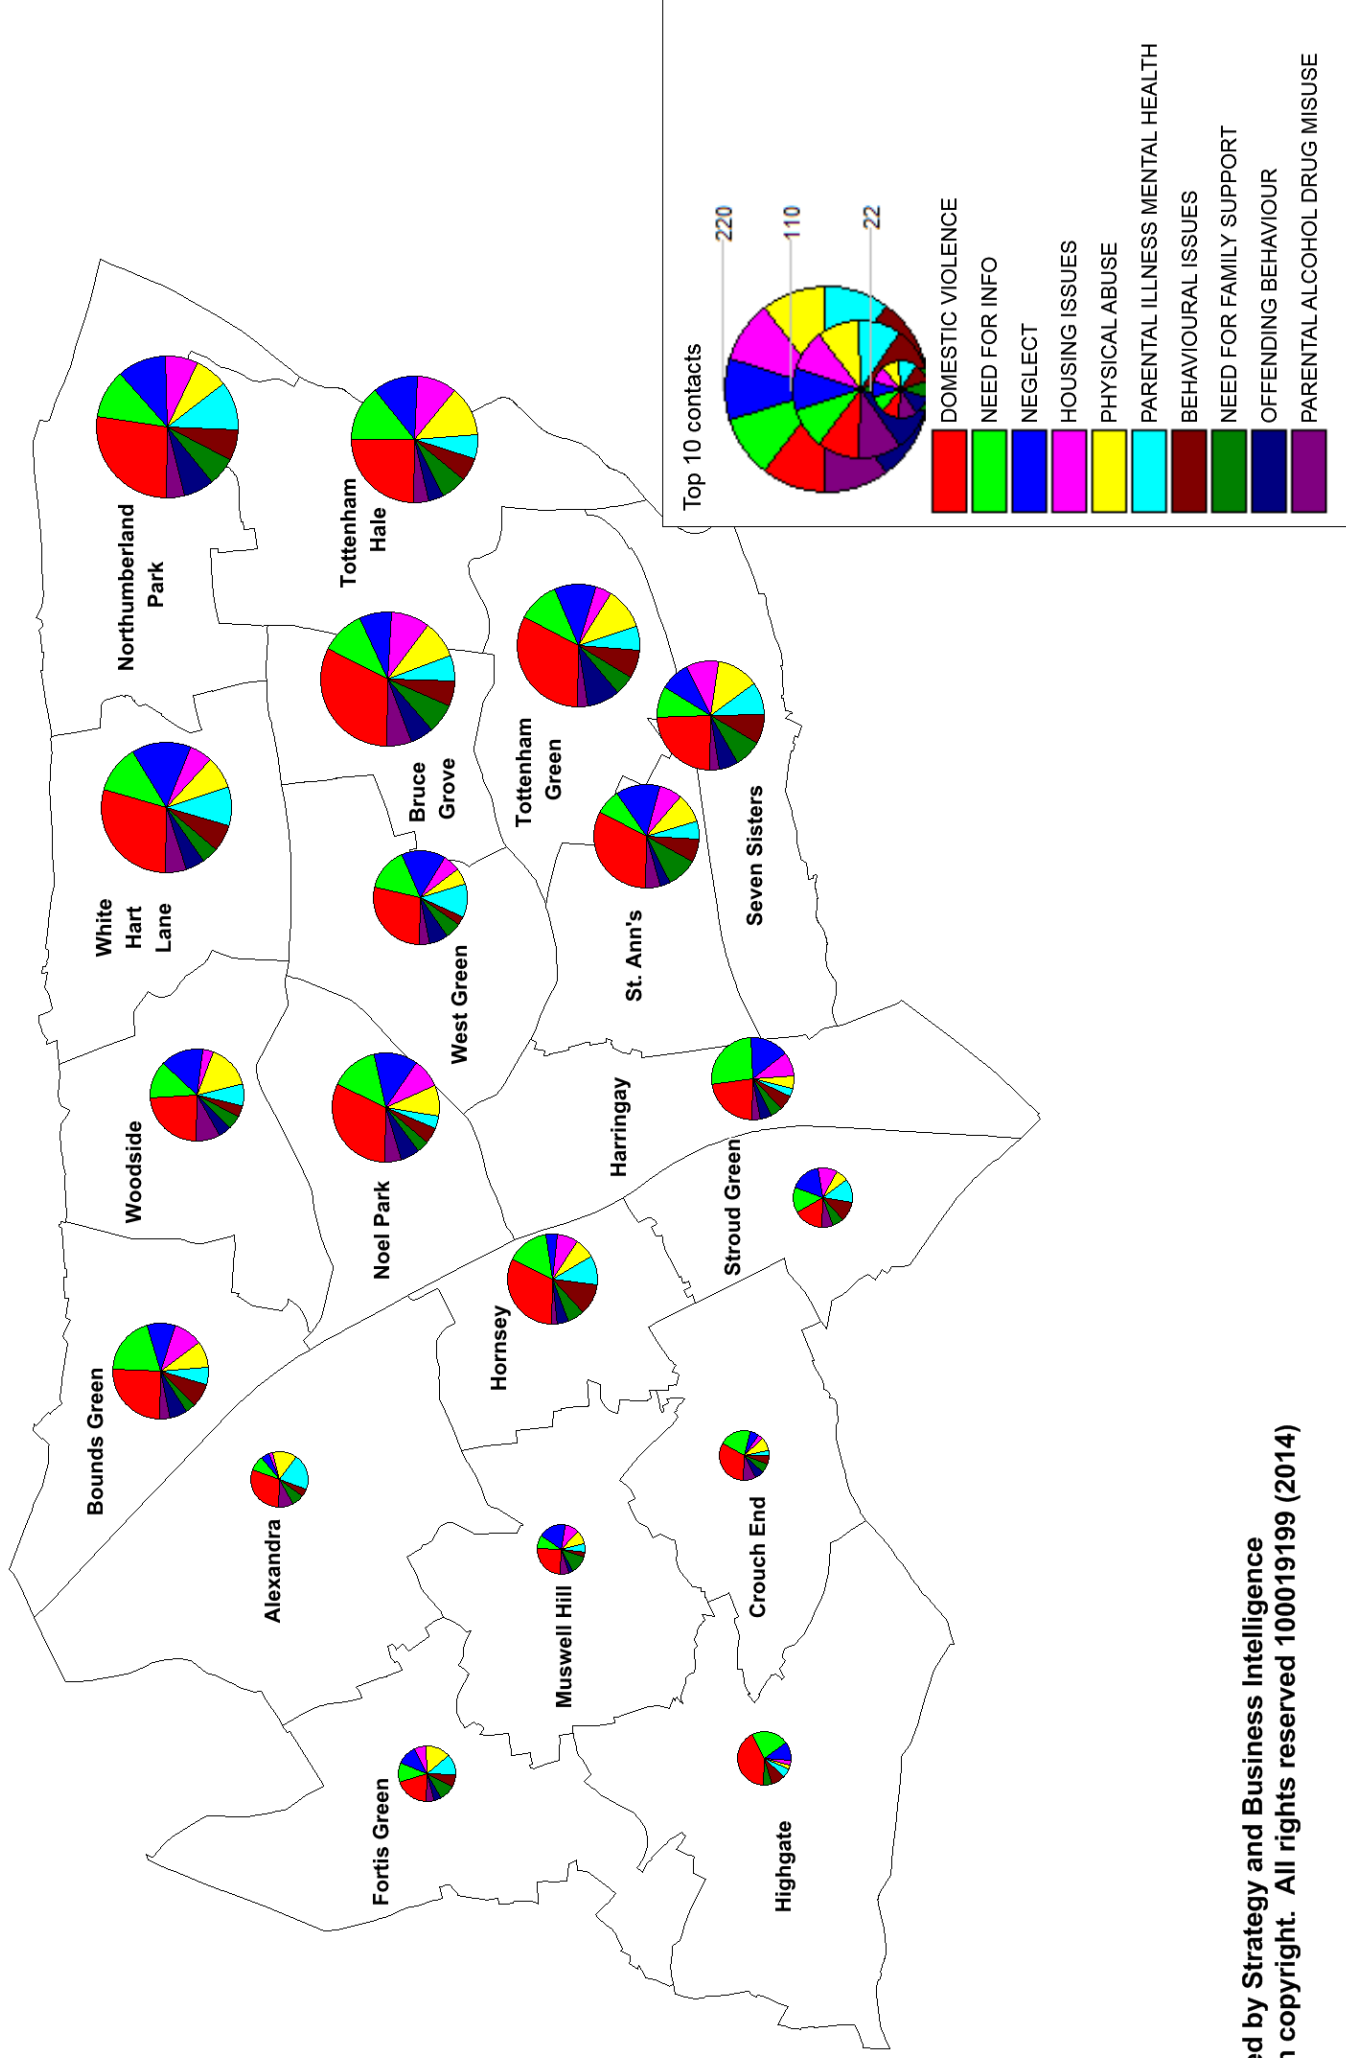 Fortis Green
Highgate
Muswell Hill
Crouch End
Alexandra
Bounds Green
Hornsey
Stroud Green
Noel Park
Woodside
Harringay
West Green
St. Ann's
Seven Sisters
White
Hart
Lane
Bruce
Grove
Tottenham
Green
Northumberland
Park
Tottenham
Hale
Top 10 contacts
220
110
22
DOMESTIC VIOLENCE
NEED FOR INFO
NEGLECT
HOUSING ISSUES
PHYSICAL ABUSE
PARENTAL ILLNESS MENTAL HEALTH
BEHAVIOURAL ISSUES
NEED FOR FAMILY SUPPORT
OFFENDING BEHAVIOUR
PARENTAL ALCOHOL DRUG MISUSE
by Strategy and Business Intelligence
copyright. All rights reserved 100019199 (2014)